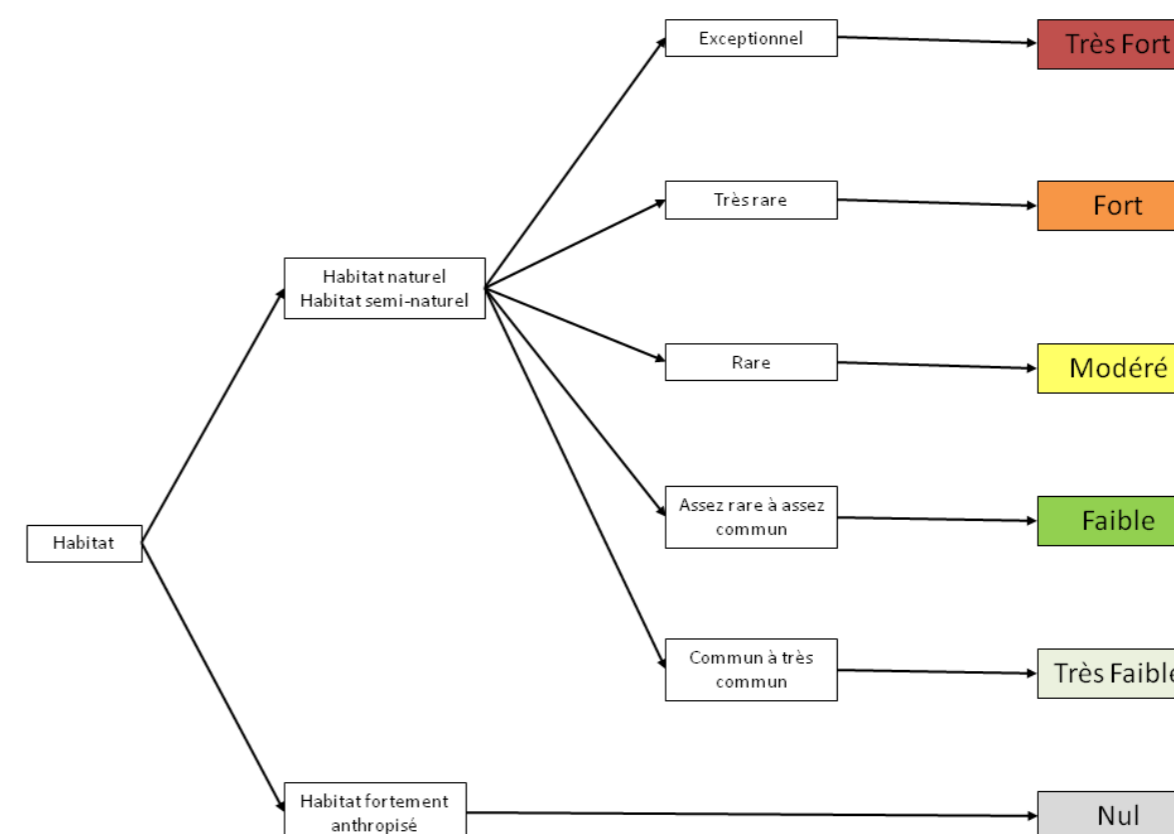 Exceptionnel
Très Fort
Très rare
Fort
Habitat naturel
Habitat semi-naturel
Rare
Modéré
Assez rare à assez
commun
Faible
Habitat
Commun à très
commun
Très Faible
Habitat fortement
anthropisé
Nul